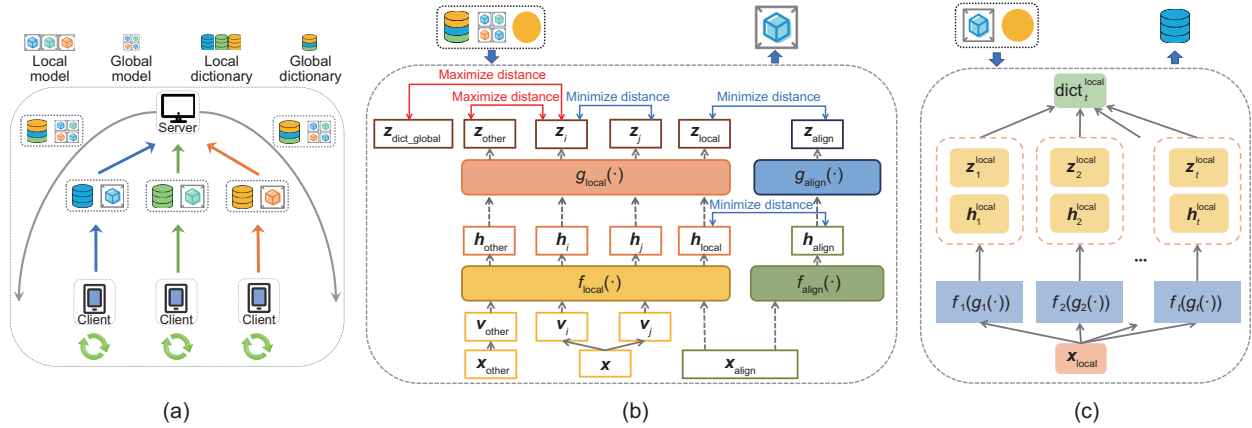 Local model
Global model
Local dictionary
Global dictionary
Server
Client
Client
Client
(a)
Maximize distance
Maximize distance
Minimize distance
Minimize distance
z_dict_global
z_other
z_i
z_j
z_local
z_align
g_local(·)
g_align(·)
Minimize distance
h_other
h_i
h_j
h_local
h_align
f_local(·)
f_align(·)
v_other
v_i
v_j
x_other
x
x_align
(b)
dict_t^local
z_1^local
z_2^local
z_t^local
h_1^local
h_2^local
h_t^local
...
f_1(g_1(·))
f_2(g_2(·))
f_t(g_t(·))
x_local
(c)